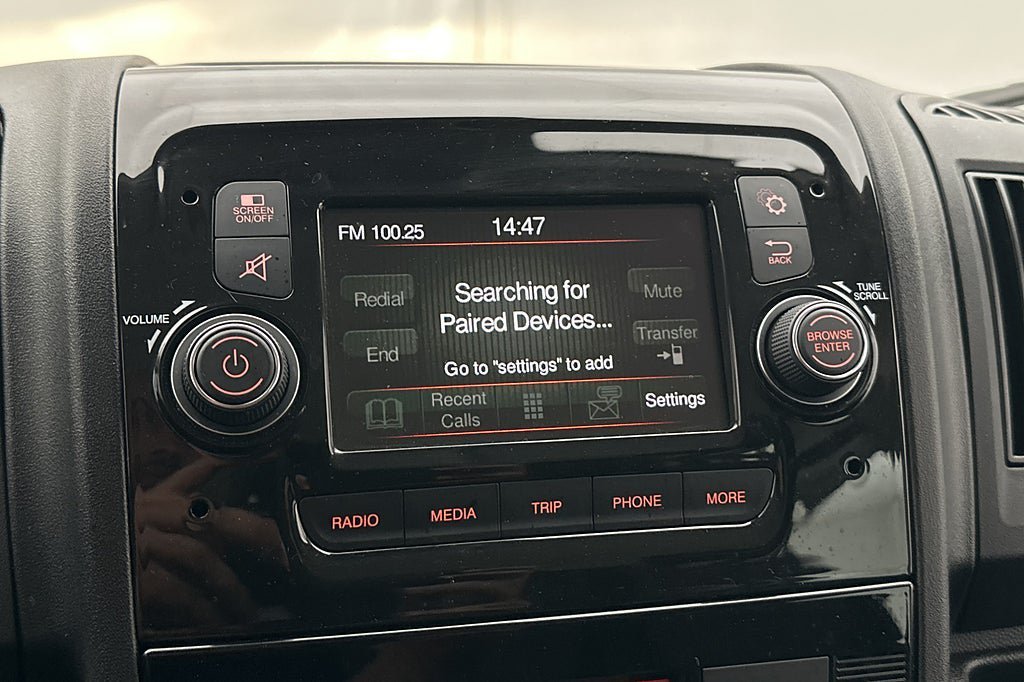 SCREEN
ON/OFF
VOLUME
FM 100.25
14:47
Redial
Searching for
Paired Devices...
Mute
End
Transfer
Go to "settings" to add
Recent
Calls
Settings
BACK
TUNE
SCROLL
BROWSE
ENTER
RADIO
MEDIA
TRIP
PHONE
MORE